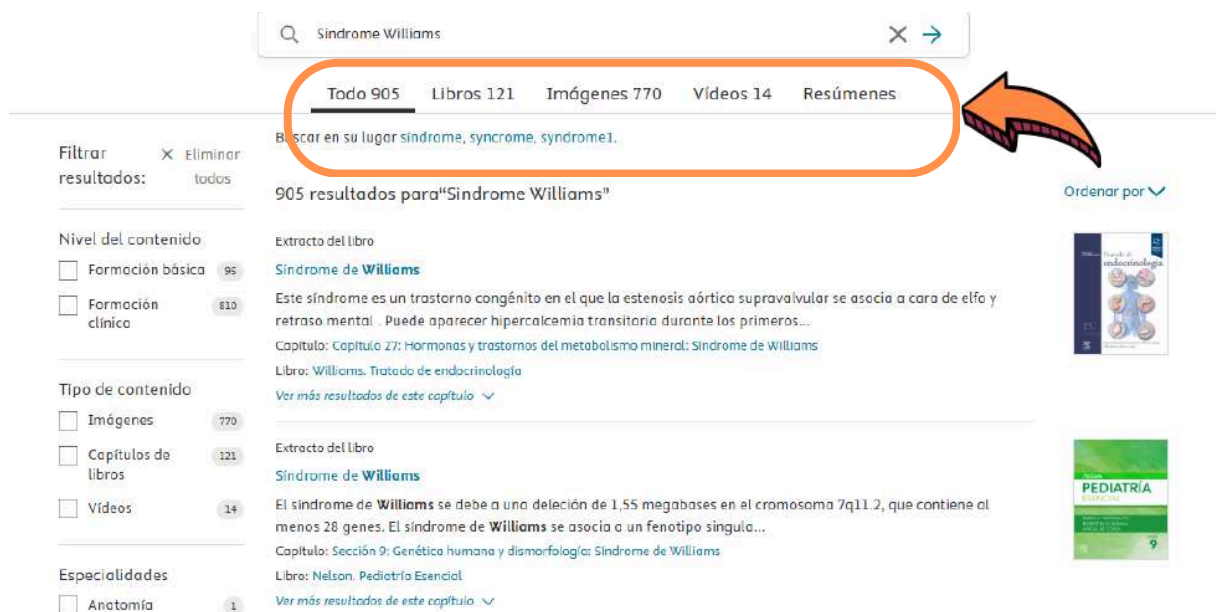 Sindrome Williams
Todo 905 Libros 121 Imágenes 770 Vídeos 14 Resúmenes
Buscar en su lugar síndrome, syncrome, syndrome1.
Filtrar resultados:
× Eliminar todos
905 resultados para“Sindrome Williams”
Ordenar por
Nivel del contenido
Formación básica 95
Formación clínica 810
Tipo de contenido
Imágenes 770
Capítulos de libros 121
Vídeos 14
Especialidades
Anatomía 1
Extracto del libro
Síndrome de Williams
Este síndrome es un trastorno congénito en el que la estenosis aórtica supravalvular se asocia a cara de elfo y
retraso mental . Puede aparecer hipercalcemia transitoria durante los primeros...
Capítulo: Capítulo 27: Hormonas y trastornos del metabolismo mineral: Síndrome de Williams
Libro: Williams. Tratado de endocrinología
Ver más resultados de este capítulo
endocrinología
Extracto del libro
Síndrome de Williams
El síndrome de Williams se debe a una deleción de 1,55 megabases en el cromosoma 7q11.2, que contiene al
menos 28 genes. El síndrome de Williams se asocia a un fenotipo singula...
Capítulo: Sección 9: Genética humana y dismorfología: Síndrome de Williams
Libro: Nelson. Pediatría Esencial
Ver más resultados de este capítulo
PEDIATRÍA
ESENCIAL
9